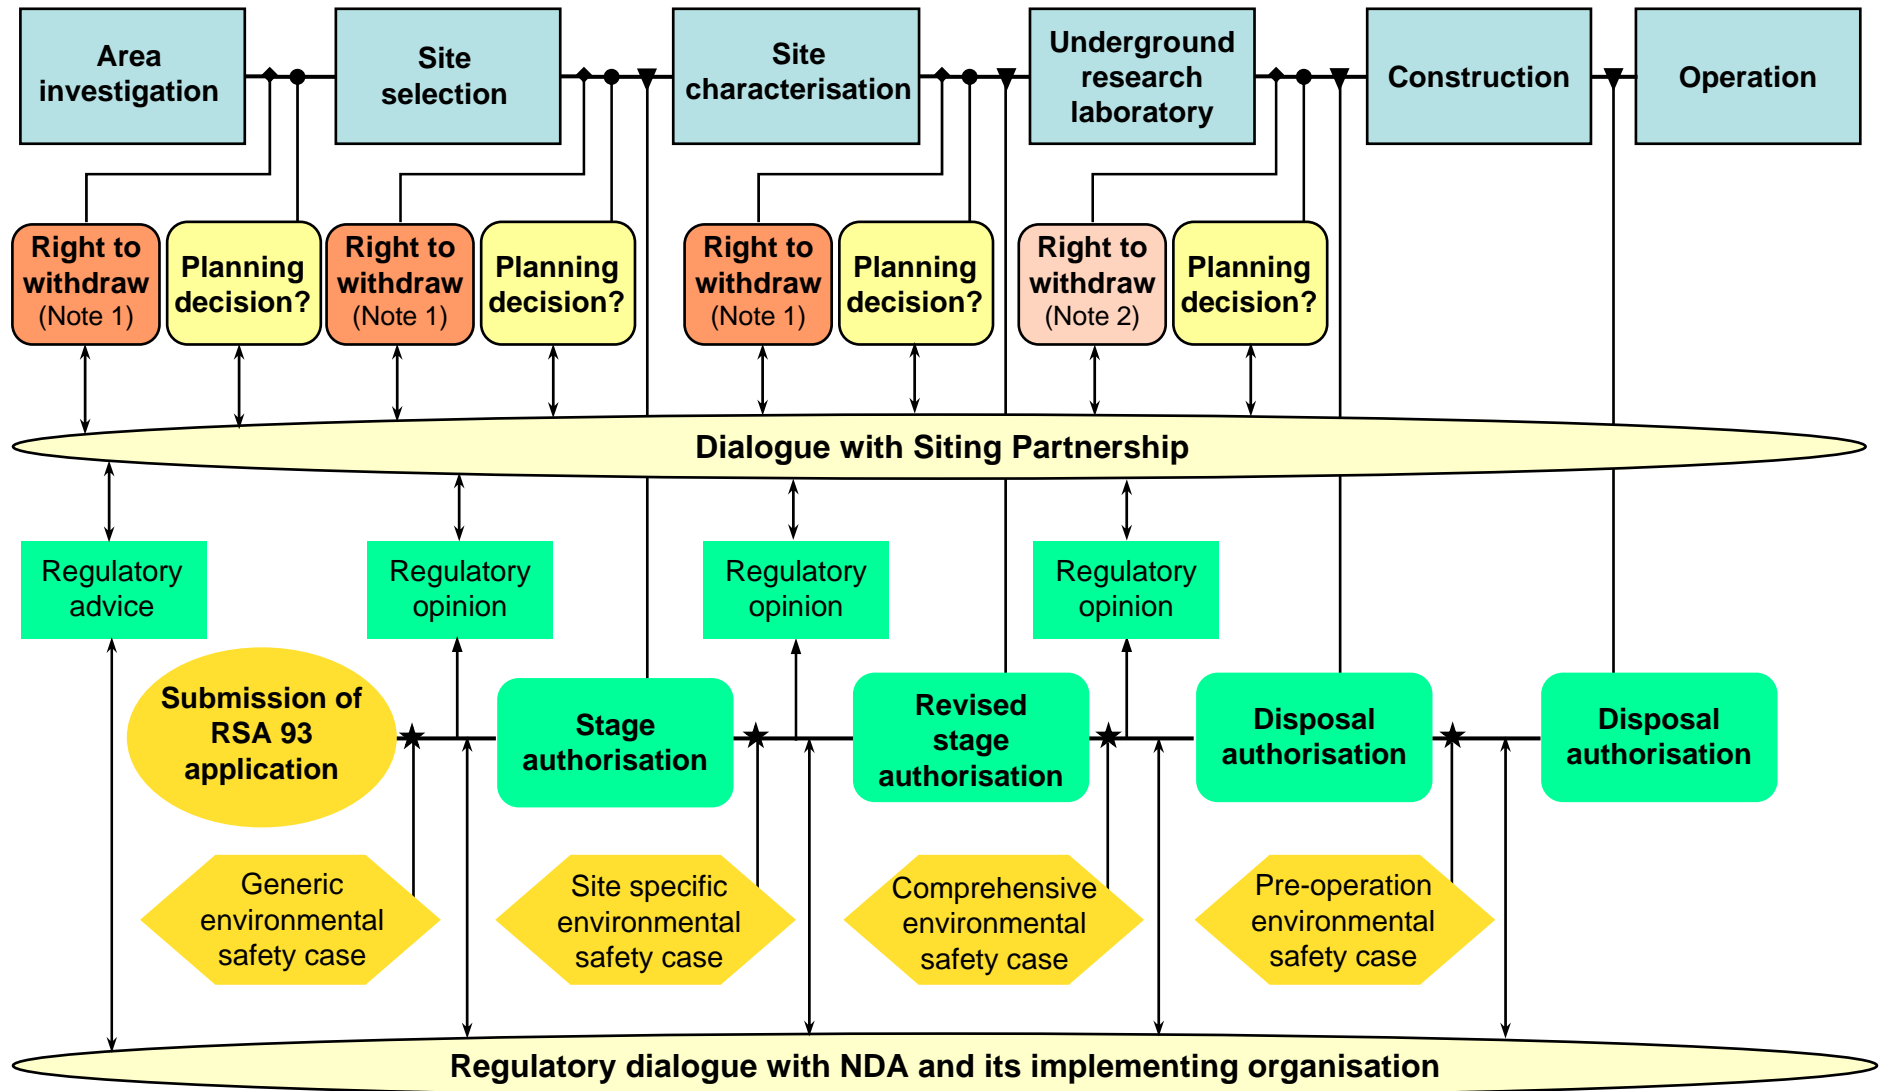 Area
investigation
Site
selection
Site
characterisation
Underground
research
laboratory
Construction
Operation
Right to
withdraw
(Note 1)
Planning
decision?
Right to
withdraw
(Note 1)
Planning
decision?
Right to
withdraw
(Note 1)
Planning
decision?
Right to
withdraw
(Note 2)
Planning
decision?
Dialogue with Siting Partnership
Regulatory
advice
Regulatory
opinion
Regulatory
opinion
Regulatory
opinion
Submission of
RSA 93
application
Stage
authorisation
Revised
stage
authorisation
Disposal
authorisation
Disposal
authorisation
Generic
environmental
safety case
Site specific
environmental
safety case
Comprehensive
environmental
safety case
Pre-operation
environmental
safety case
Regulatory dialogue with NDA and its implementing organisation